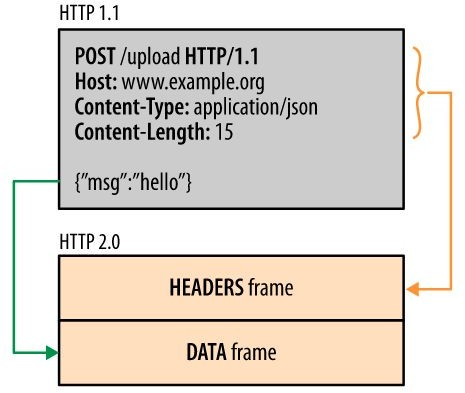 HTTP 1.1
POST /upload HTTP/1.1
Host: www.example.org
Content-Type: application/json
Content-Length: 15
{”msg”:”hello”}
HTTP 2.0
HEADERS frame
DATA frame